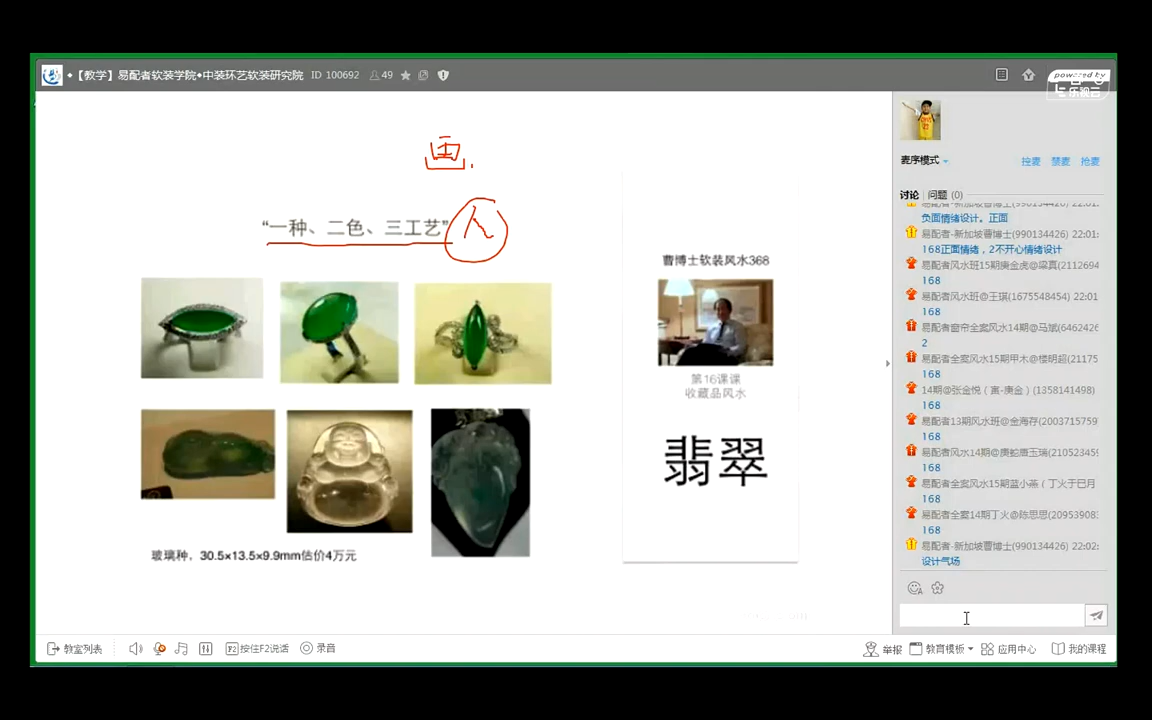 ◆【教学】易配者软装学院◆中装环艺软装研究院 ID 100692 49
powered by
乐视云
画
“一种、二色、三工艺” 人
玻璃种，30.5×13.5×9.9mm估价4万元
曹博士软装风水368
第16课课
收藏品风水
翡翠
麦序模式 控麦 禁麦 抢麦
讨论 问题 (0)
负面情绪设计。正面
易配者-新加坡曹博士(990134426) 22:01:
168正面情绪，2不开心情绪设计
易配者风水班15期庚金虎@梁真(2112694
168
易配者风水班@王琪(1675548454) 22:01
168
易配者窗帘全案风水14期@马斌(6462426
2
易配者全案风水15期甲木@楼明超(21175
168
14期@张金悦（寅-庚金）(1358141498)
168
易配者13期风水班@金海存(2003715759
168
易配者风水14期@庚蛇唐玉瑞(210523459
168
易配者全案风水15期蓝小燕（丁火于巳月
168
易配者全案14期丁火@陈思思(209539083
168
易配者-新加坡曹博士(990134426) 22:02:
设计气场
教室列表 按住F2说话 录音 举报 教育模板 应用中心 我的课程